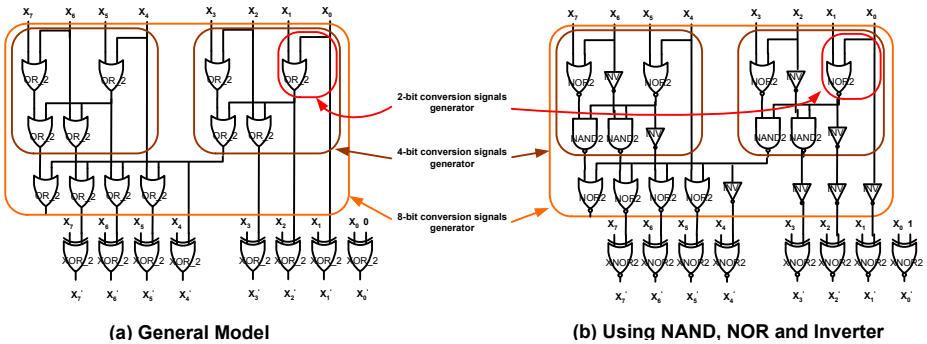 X7 X6 X5 X4 X3 X2 X1 X0
X7 X6 X5 X4 X3 X2 X1 X0
OR_2 OR_2 OR_2 OR_2
NOR2 INV NOR2 NOR2 INV NOR2
2-bit conversion signals
generator
OR_2 OR_2 OR_2 OR_2
NAND2 NAND2 INV NAND2 NAND2 INV
4-bit conversion signals
generator
OR_2 OR_2 OR_2 OR_2
NOR2 NOR2 NOR2 NOR2 INV INV INV INV
8-bit conversion signals
generator
X7 X6 X5 X4 X3 X2 X1 X0 0
X7 X6 X5 X4 X3 X2 X1 X0 1
XOR_2 XOR_2 XOR_2 XOR_2 XOR_2 XOR_2 XOR_2 XOR_2
XNOR2 XNOR2 XNOR2 XNOR2 XNOR2 XNOR2 XNOR2 XNOR2
X7' X6' X5' X4' X3' X2' X1' X0'
X7' X6' X5' X4' X3' X2' X1' X0'
(a) General Model
(b) Using NAND, NOR and Inverter